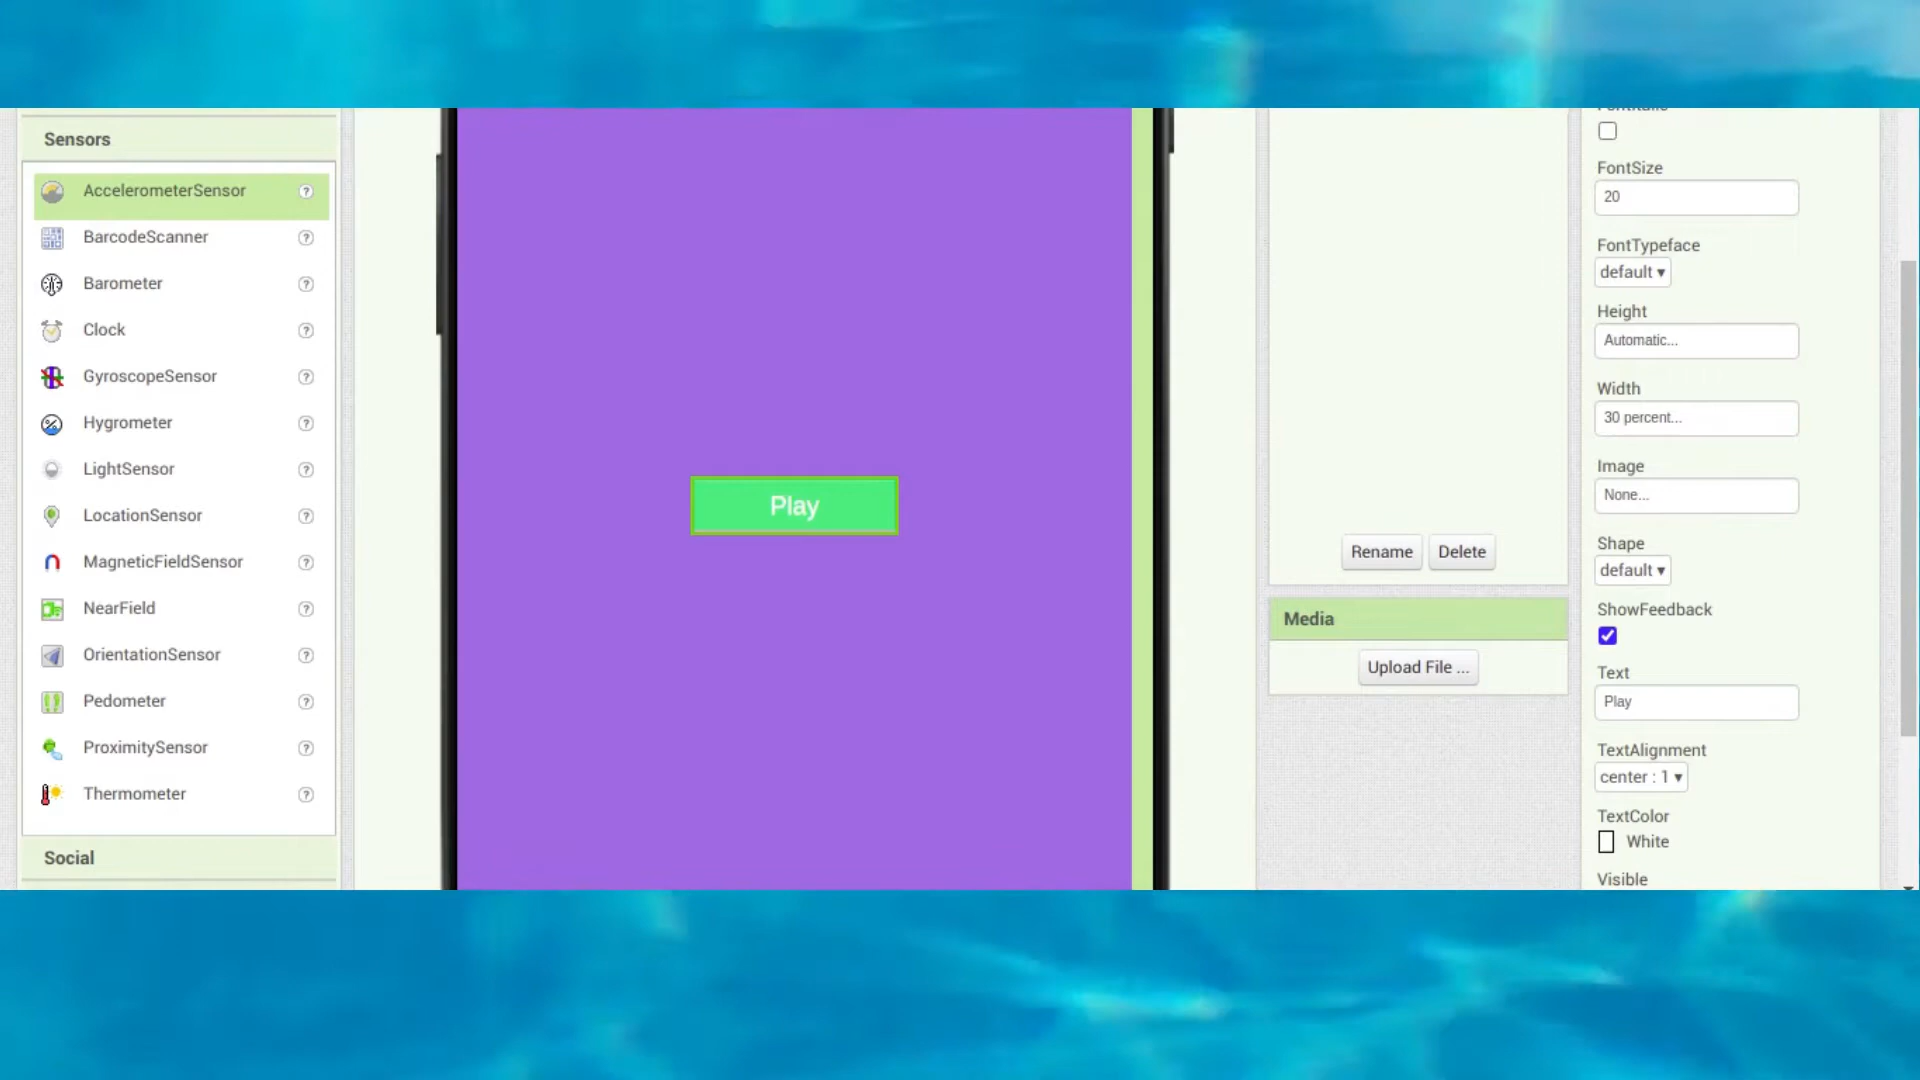 Sensors
AccelerometerSensor ?
BarcodeScanner ?
Barometer ?
Clock ?
GyroscopeSensor ?
Hygrometer ?
LightSensor ?
LocationSensor ?
MagneticFieldSensor ?
NearField ?
OrientationSensor ?
Pedometer ?
ProximitySensor ?
Thermometer ?
Social
Play
Rename Delete
Media
Upload File ...
FontSize
20
FontTypeface
default
Height
Automatic...
Width
30 percent...
Image
None...
Shape
default
ShowFeedback
Text
Play
TextAlignment
center : 1
TextColor
White
Visible